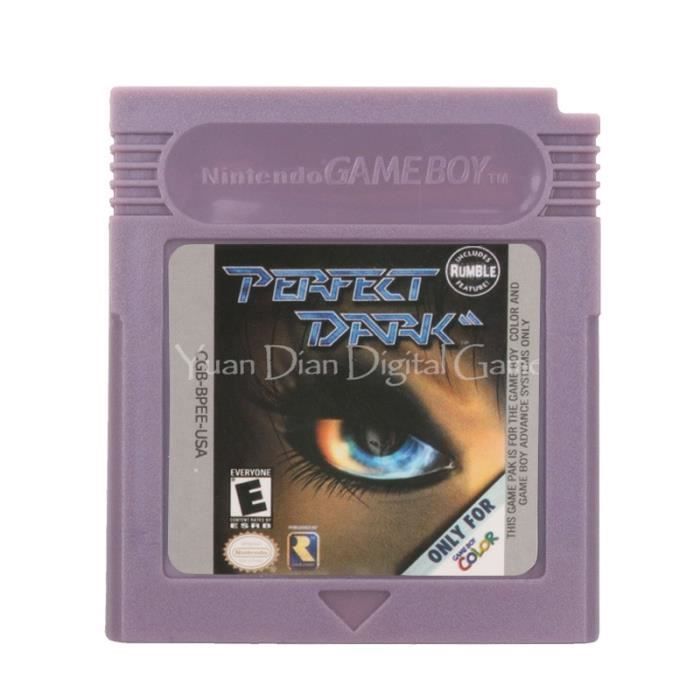 Nintendo GAME BOY TM
INCLUDES
RUMBLE
FEATURE!
PERFECT
DARK
Yuan Dian Digital Game
CGB-BPEE-USA
THIS GAME PAK IS FOR THE GAME BOY COLOR AND
GAME BOY ADVANCE SYSTEMS ONLY
EVERYONE
E
CONTENT RATED BY
ESRB
Nintendo
R
ONLY FOR
GAME BOY
COLOR